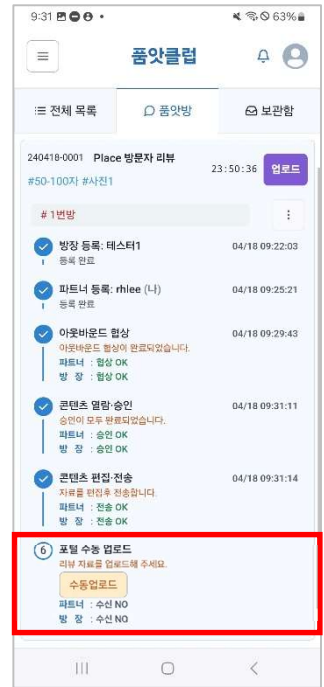 9:31
63%
품앗클럽
전체 목록
품앗방
보관함
240418-0001 Place 방문자 리뷰
23:50:36
업로드
#50-100자 #사진1
# 1번방
방장 등록: 테스터1
04/18 09:22:03
등록 완료
파트너 등록: rhlee (나)
04/18 09:25:21
등록 완료
아웃바운드 협상
04/18 09:29:43
아웃바운드 협상이 완료되었습니다.
파트너 : 협상 OK
방 장 : 협상 OK
콘텐츠 열람·승인
04/18 09:31:11
승인이 모두 완료되었습니다.
파트너 : 승인 OK
방 장 : 승인 OK
콘텐츠 편집·전송
04/18 09:31:14
자료를 편집후 전송합니다.
파트너 : 전송 OK
방 장 : 전송 OK
6 포털 수동 업로드
리뷰 자료를 업로드해 주세요.
수동업로드
파트너 : 수신 NO
방 장 : 수신 NO